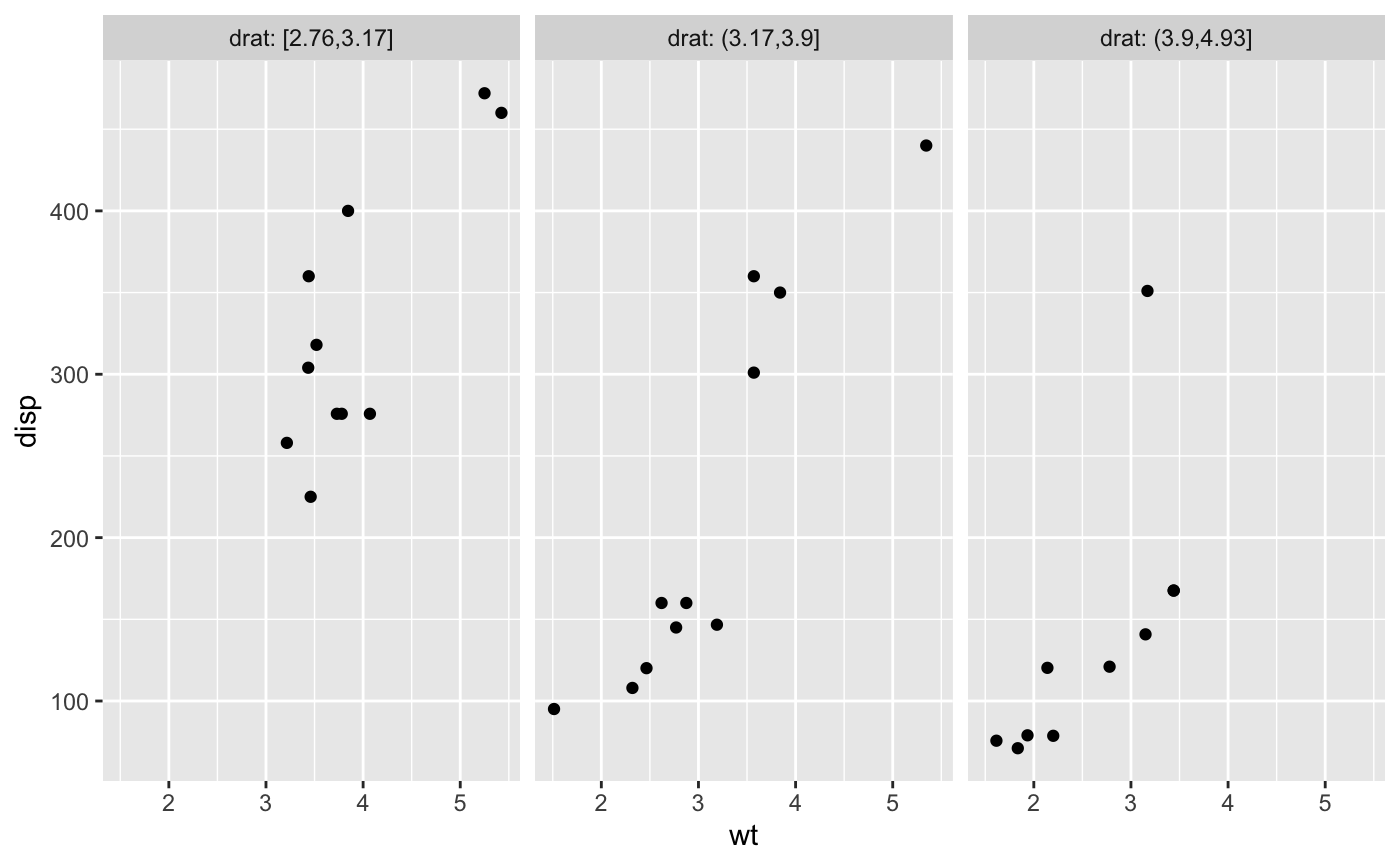 drat: [2.76,3.17]
drat: (3.17,3.9]
drat: (3.9,4.93]
disp
400
300
200
100
2 3 4 5
2 3 4 5
2 3 4 5
wt